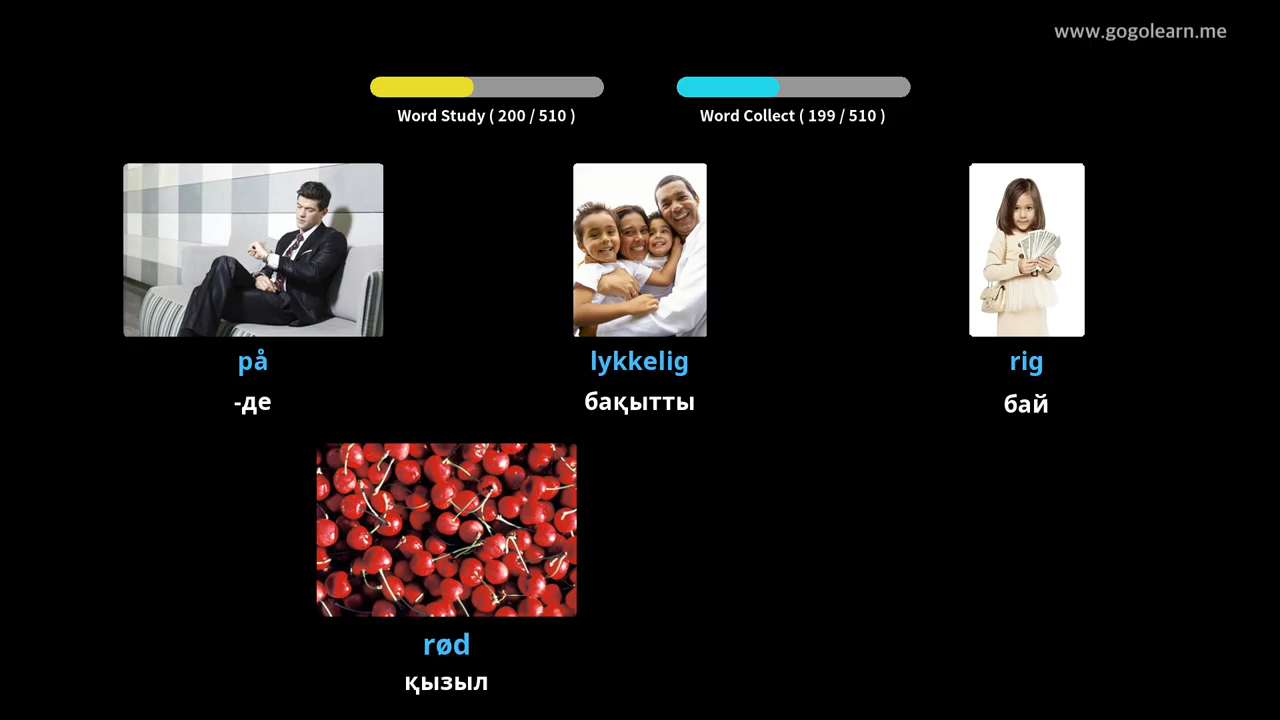 www.gogolearn.me
Word Study ( 200 / 510 )
Word Collect ( 199 / 510 )
på
lykkelig
rig
-де
бақытты
бай
rød
қызыл